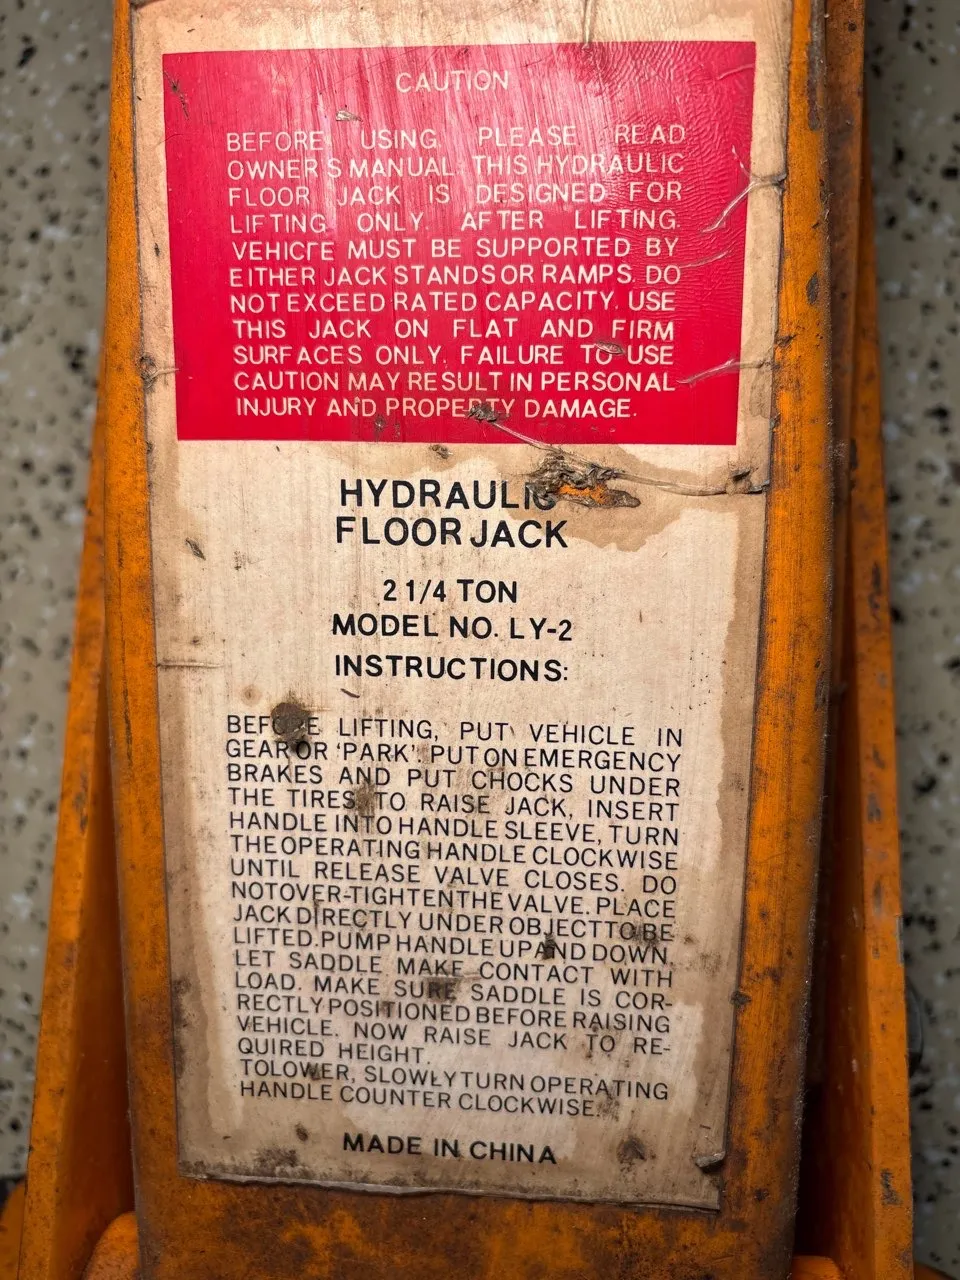 CAUTION
BEFORE USING. PLEASE READ
OWNER'S MANUAL. THIS HYDRAULIC
FLOOR JACK IS DESIGNED FOR
LIFTING ONLY. AFTER LIFTING.
VEHICLE MUST BE SUPPORTED BY
EITHER JACK STANDS OR RAMPS. DO
NOT EXCEED RATED CAPACITY. USE
THIS JACK ON FLAT AND FIRM
SURFACES ONLY. FAILURE TO USE
CAUTION MAY RESULT IN PERSONAL
INJURY AND PROPERTY DAMAGE.
HYDRAULIC
FLOOR JACK
2 1/4 TON
MODEL NO. LY-2
INSTRUCTIONS:
BEFORE LIFTING, PUT VEHICLE IN
GEAR OR 'PARK'. PUT ON EMERGENCY
BRAKES AND PUT CHOCKS UNDER
THE TIRES. TO RAISE JACK, INSERT
HANDLE INTO HANDLE SLEEVE, TURN
THE OPERATING HANDLE CLOCKWISE
UNTIL RELEASE VALVE CLOSES. DO
NOT OVER-TIGHTEN THE VALVE. PLACE
JACK DIRECTLY UNDER OBJECT TO BE
LIFTED. PUMP HANDLE UP AND DOWN.
LET SADDLE MAKE CONTACT WITH
LOAD. MAKE SURE SADDLE IS COR-
RECTLY POSITIONED BEFORE RAISING
VEHICLE. NOW RAISE JACK TO RE-
QUIRED HEIGHT.
TO LOWER, SLOWLY TURN OPERATING
HANDLE COUNTER CLOCKWISE.
MADE IN CHINA